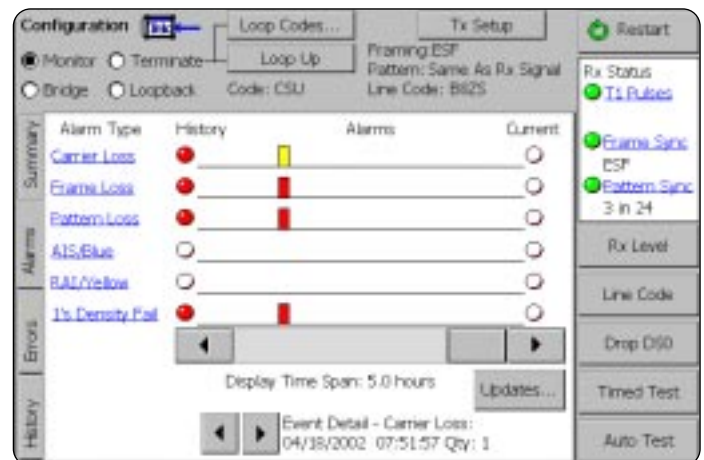 Configuration
Loop Codes...
Tx Setup
Restart
Monitor
Terminate
Loop Up
Framing:ESF
Pattern: Same As Rx Signal
Bridge
Loopback
Code: CSU
Line Code: B8ZS
Rx Status
T1 Pulses
Frame Sync
ESF
Pattern Sync
3 in 24
Summary
Alarms
Errors
History
Alarm Type
History
Alarms
Current
Carrier Loss
Frame Loss
Pattern Loss
AIS/Blue
RAI/Yellow
1's Density Fail
Display Time Span: 5.0 hours
Updates...
Event Detail - Carrier Loss:
04/18/2002 07:51:57 Qty: 1
Rx Level
Line Code
Drop DS0
Timed Test
Auto Test